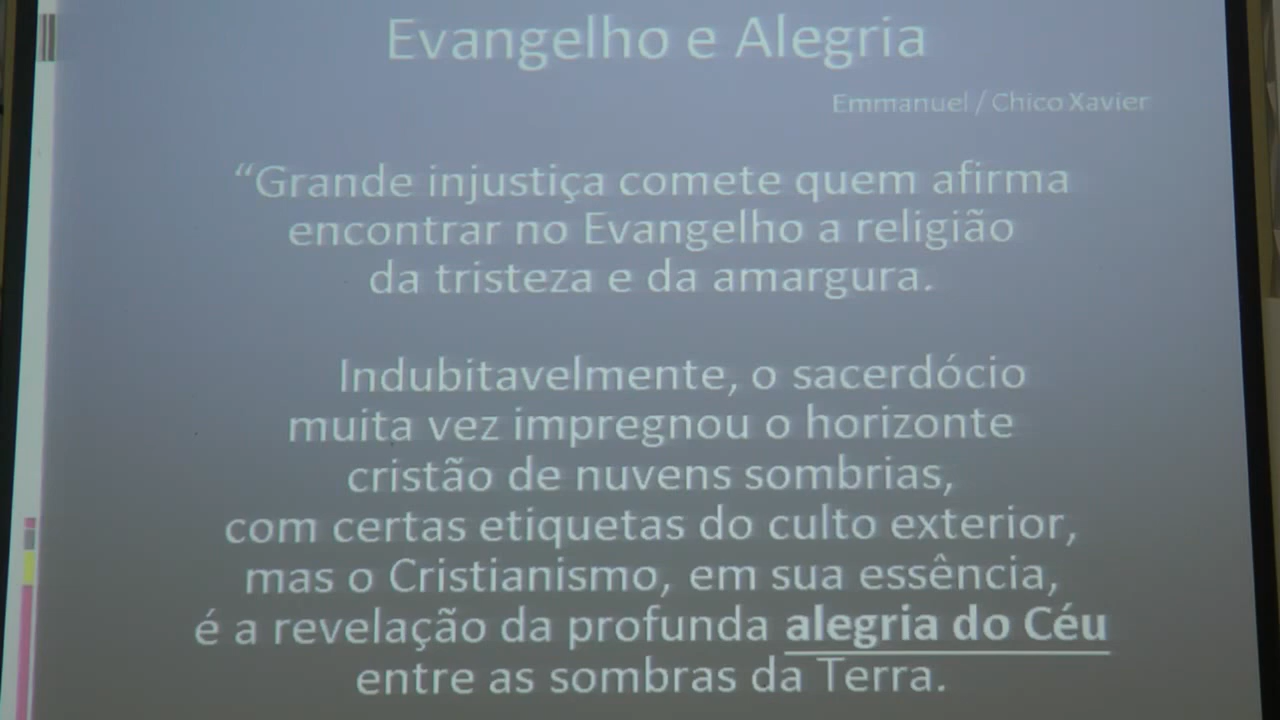 Evangelho e Alegria
Emmanuel / Chico Xavier
“Grande injustiça comete quem afirma
encontrar no Evangelho a religião
da tristeza e da amargura.
Indubitavelmente, o sacerdócio
muita vez impregnou o horizonte
cristão de nuvens sombrias,
com certas etiquetas do culto exterior,
mas o Cristianismo, em sua essência,
é a revelação da profunda alegria do Céu
entre as sombras da Terra.